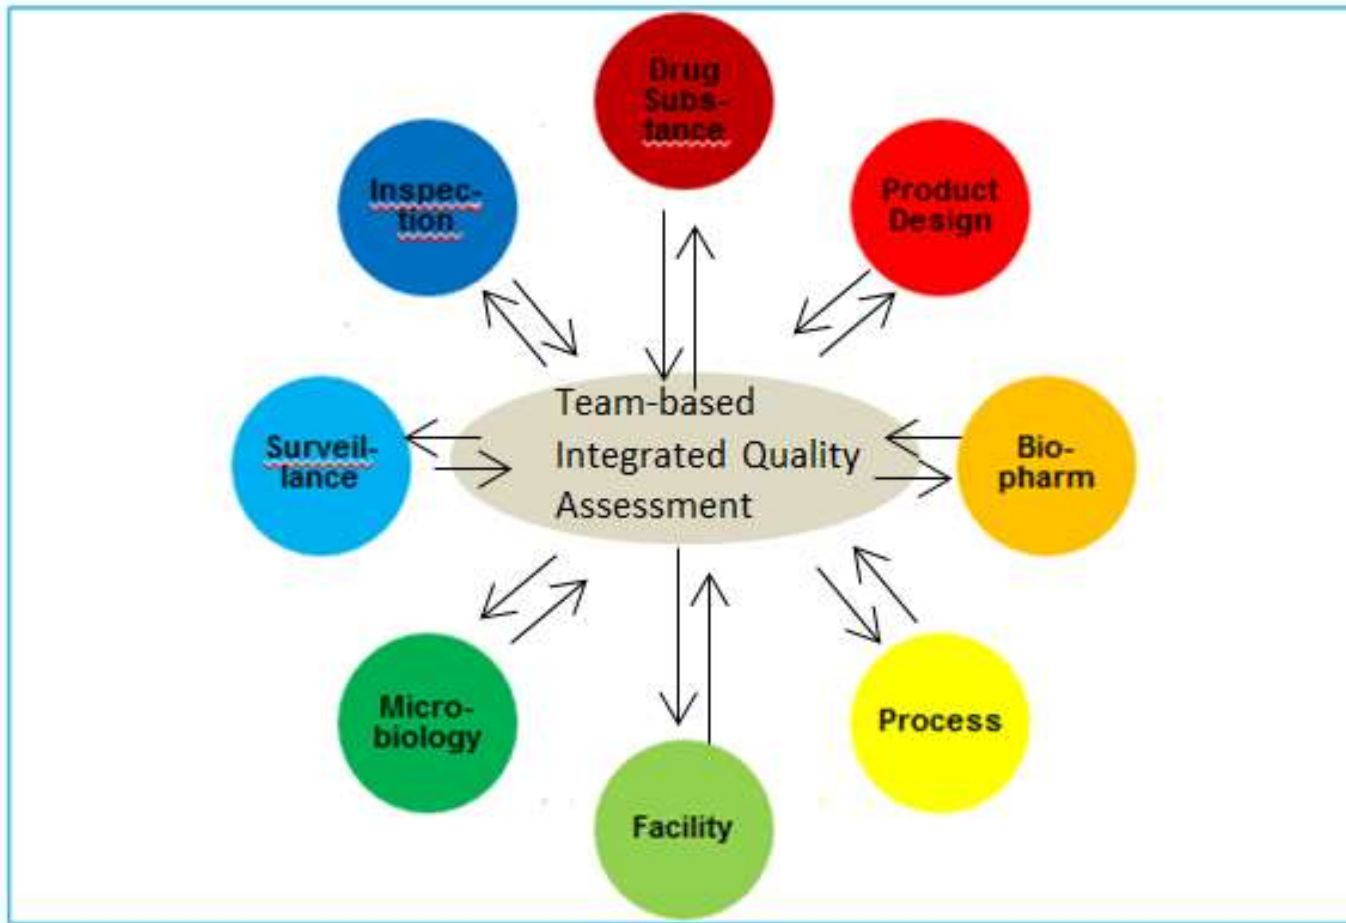 Drug
Subs-
tance
Inspec-
tion
Product
Design
Team-based
Integrated Quality
Assessment
Surveil-
lance
Bio-
pharm
Micro-
biology
Process
Facility